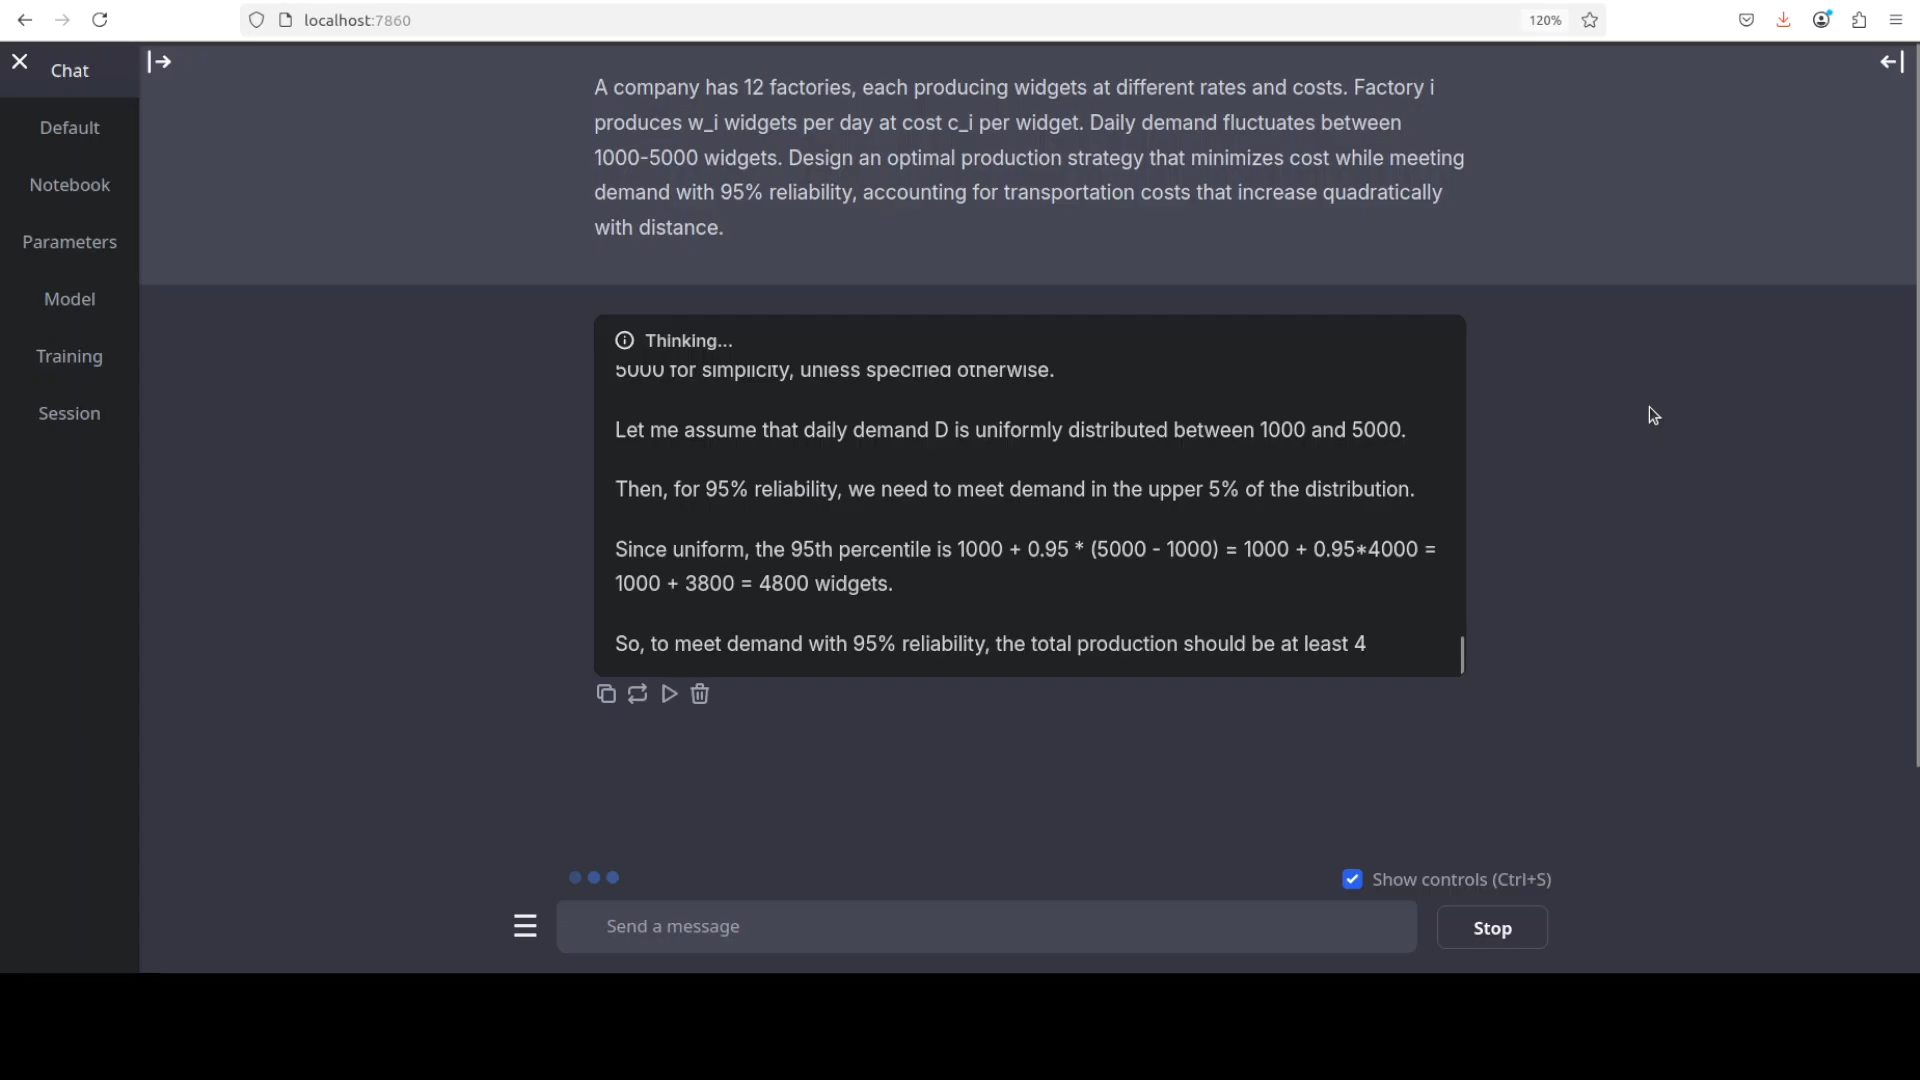 localhost:7860
120%
Chat
Default
Notebook
Parameters
Model
Training
Session
A company has 12 factories, each producing widgets at different rates and costs. Factory i
produces w_i widgets per day at cost c_i per widget. Daily demand fluctuates between
1000-5000 widgets. Design an optimal production strategy that minimizes cost while meeting
demand with 95% reliability, accounting for transportation costs that increase quadratically
with distance.
Thinking...
5000 for simplicity, unless specified otherwise.
Let me assume that daily demand D is uniformly distributed between 1000 and 5000.
Then, for 95% reliability, we need to meet demand in the upper 5% of the distribution.
Since uniform, the 95th percentile is 1000 + 0.95 * (5000 - 1000) = 1000 + 0.95*4000 =
1000 + 3800 = 4800 widgets.
So, to meet demand with 95% reliability, the total production should be at least 4
Show controls (Ctrl+S)
Send a message
Stop